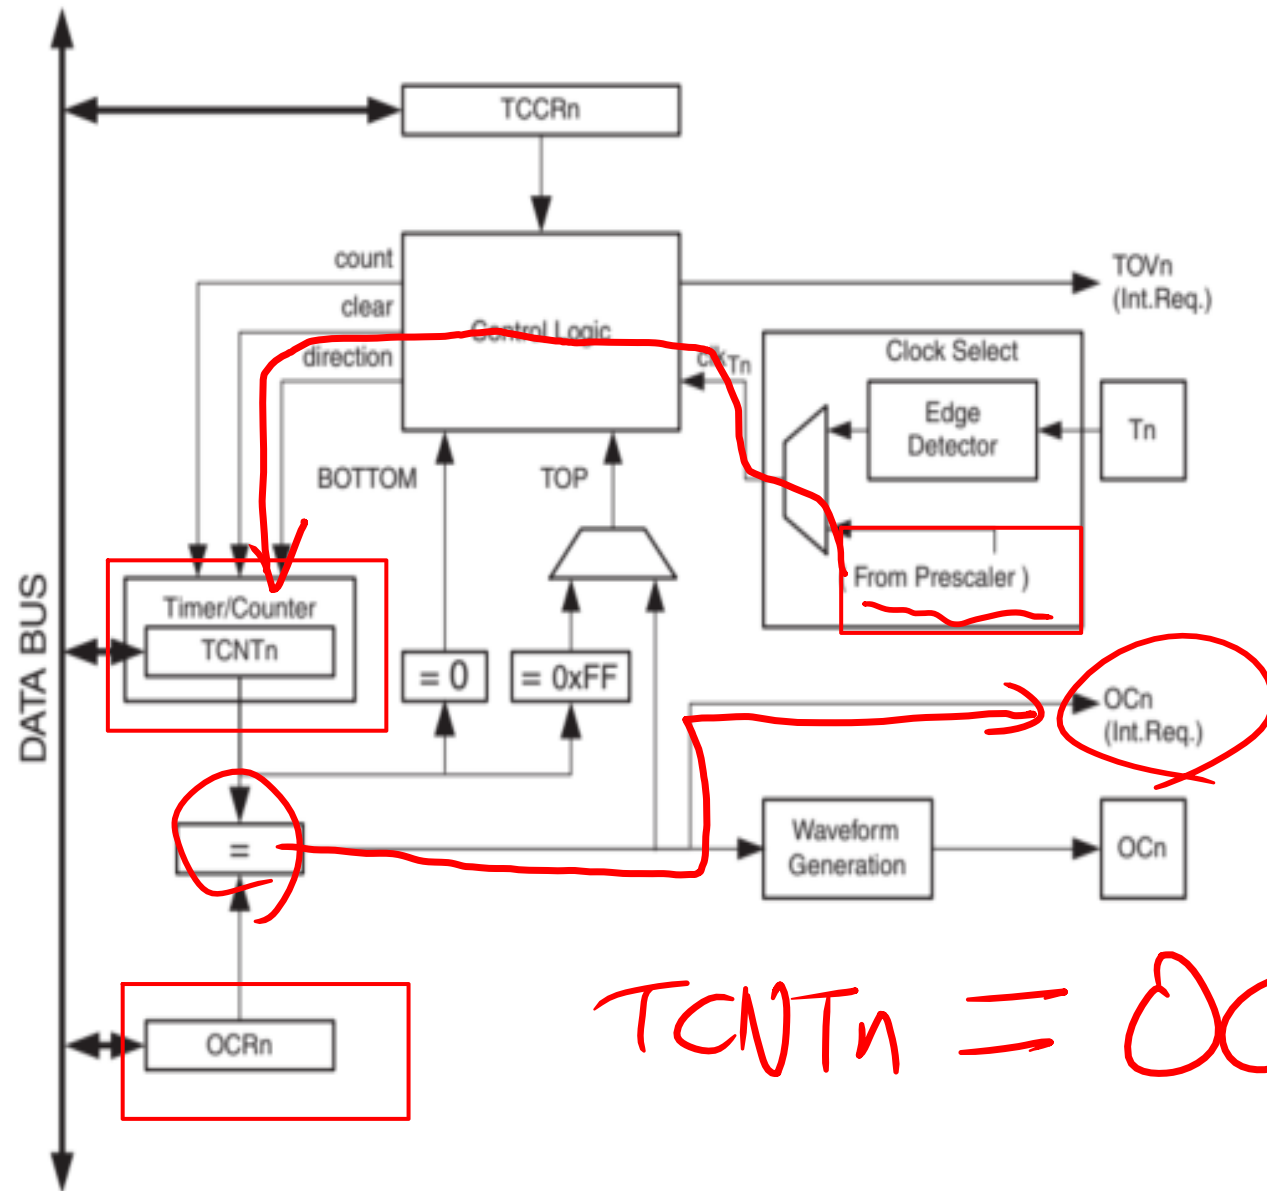 TCCRn
count
clear
direction
Control Logic
TOVn
(Int.Req.)
clkTn
Clock Select
Edge
Detector
Tn
BOTTOM
TOP
From Prescaler )
DATA BUS
Timer/Counter
TCNTn
= 0
= 0xFF
OCn
(Int.Req.)
=
Waveform
Generation
OCn
OCRn
TCNTn = OC